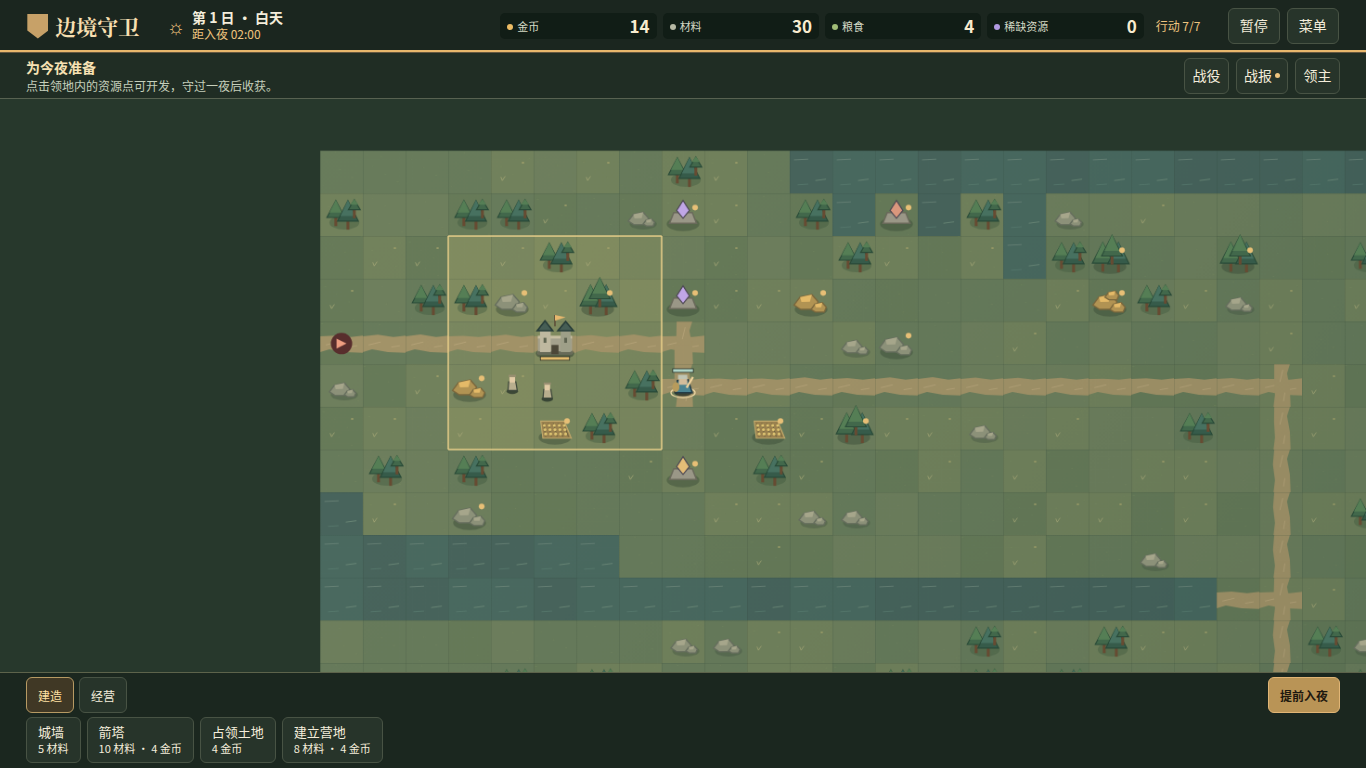 边境守卫
☼ 第 1 日 · 白天
距入夜 02:00
金币 14
材料 30
粮食 4
稀缺资源 0
行动 7/7
暂停
菜单
为今夜准备
点击领地内的资源点可开发，守过一夜后收获。
战役
战报
领主
建造
经营
提前入夜
城墙
5 材料
箭塔
10 材料 · 4 金币
占领土地
4 金币
建立营地
8 材料 · 4 金币